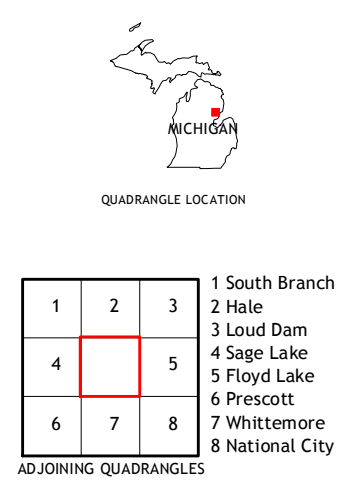 MICHIGAN
QUADRANGLE LOCATION
1 2 3
4 5
6 7 8
1 South Branch
2 Hale
3 Loud Dam
4 Sage Lake
5 Floyd Lake
6 Prescott
7 Whittemore
8 National City
ADJOINING QUADRANGLES